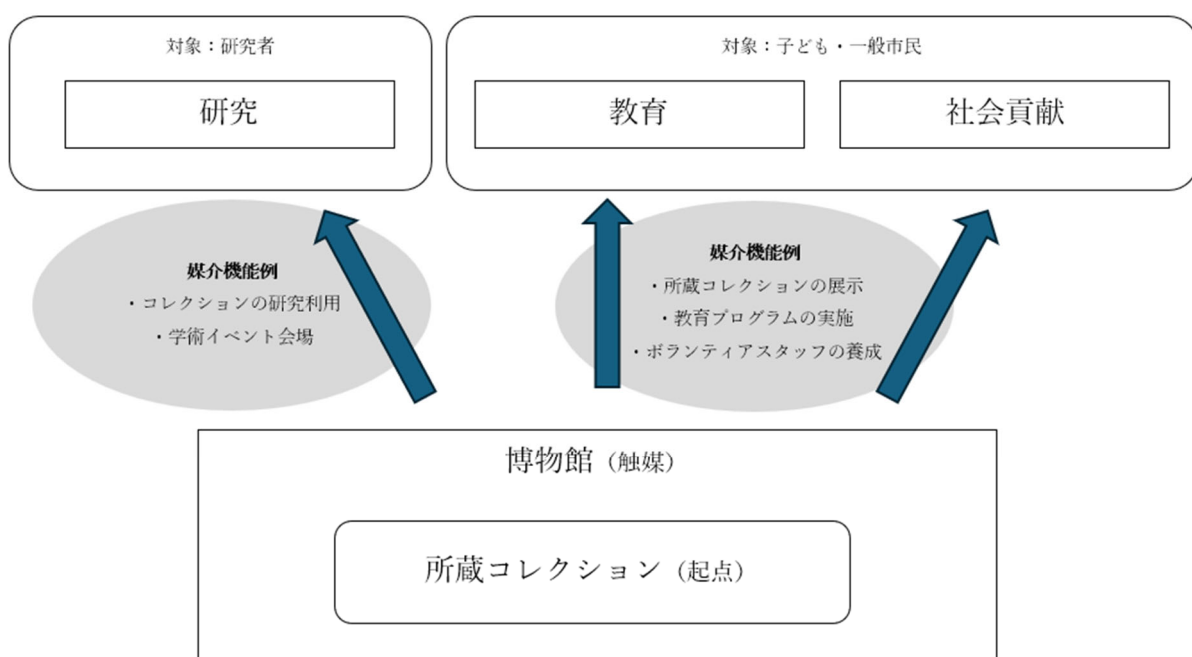 対象：研究者
研究
対象：子ども・一般市民
教育
社会貢献
媒介機能例
・コレクションの研究利用
・学術イベント会場
媒介機能例
・所蔵コレクションの展示
・教育プログラムの実施
・ボランティアスタッフの養成
博物館（触媒）
所蔵コレクション（起点）